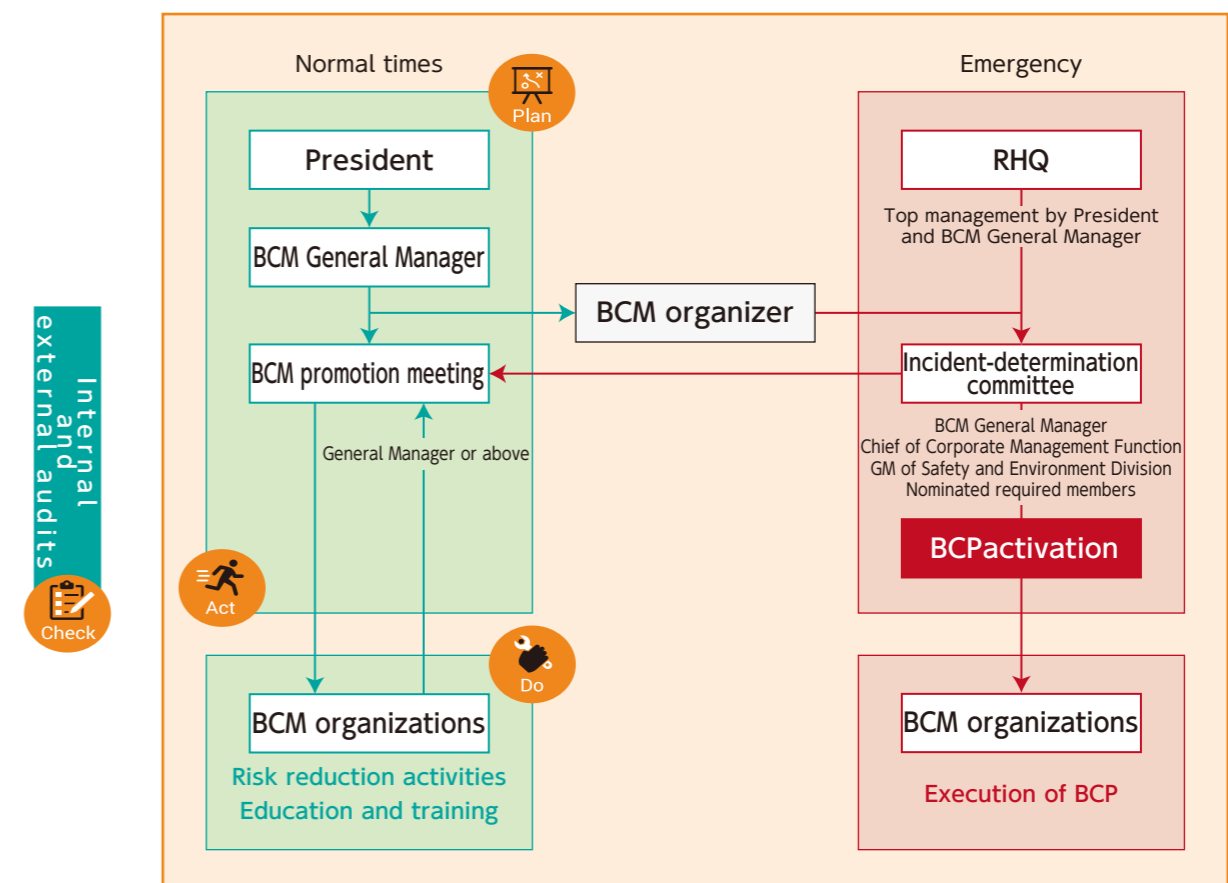 Normal times
Plan
President
BCM General Manager
BCM promotion meeting
General Manager or above
Act
Do
BCM organizations
Risk reduction activities
Education and training
BCM organizer
Emergency
RHQ
Top management by President
and BCM General Manager
Incident-determination
committee
BCM General Manager
Chief of Corporate Management Function
GM of Safety and Environment Division
Nominated required members
BCPactivation
BCM organizations
Execution of BCP
Internal
and
external audits
Check